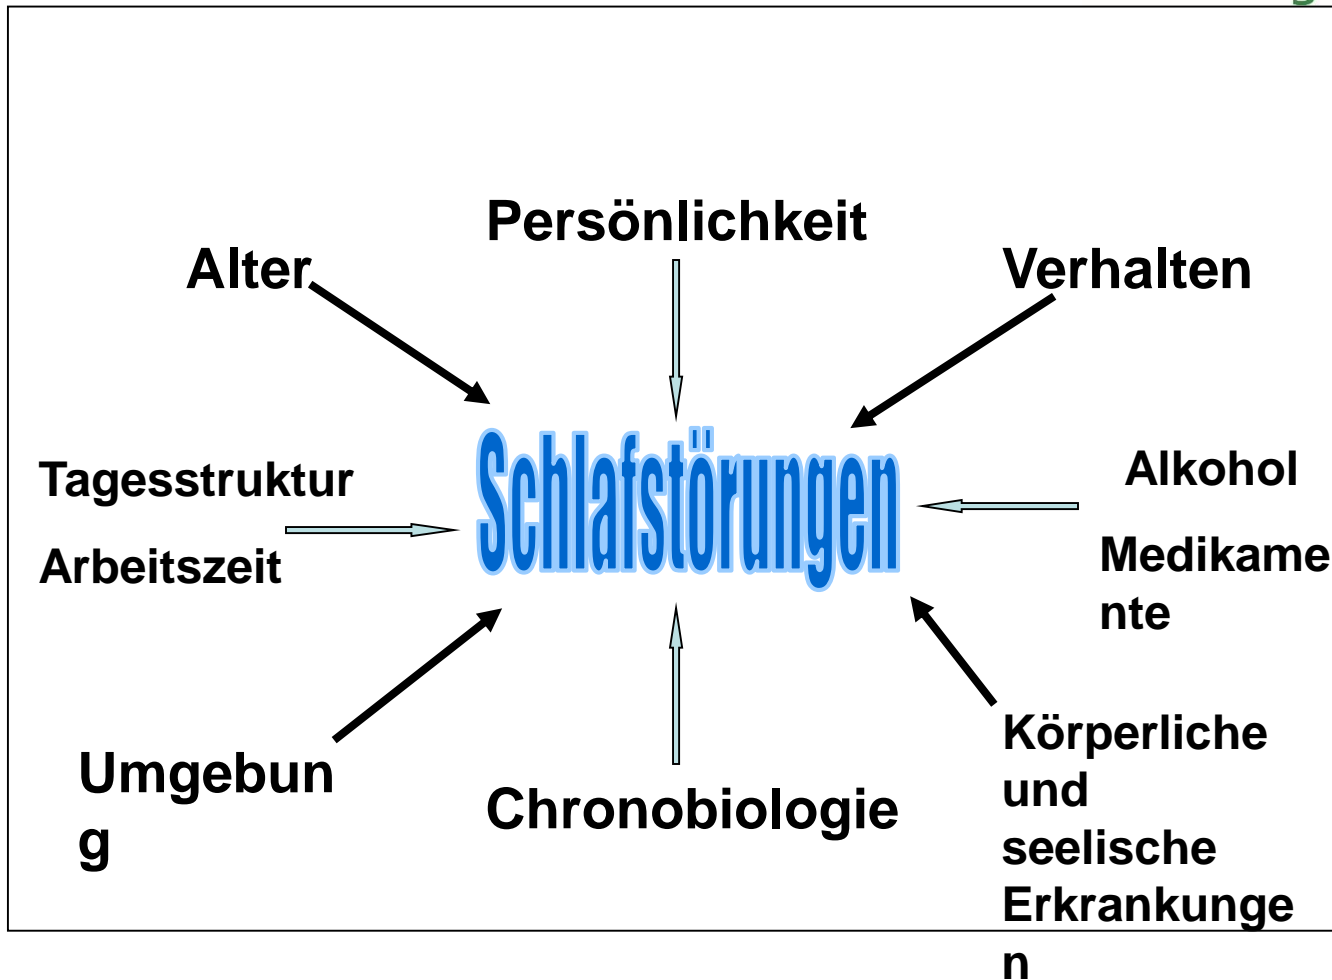 Persönlichkeit
Alter
Verhalten
Schlafstörungen
Tagesstruktur
Arbeitszeit
Alkohol
Medikame
nte
Umgebun
g
Chronobiologie
Körperliche
und
seelische
Erkrankunge
n